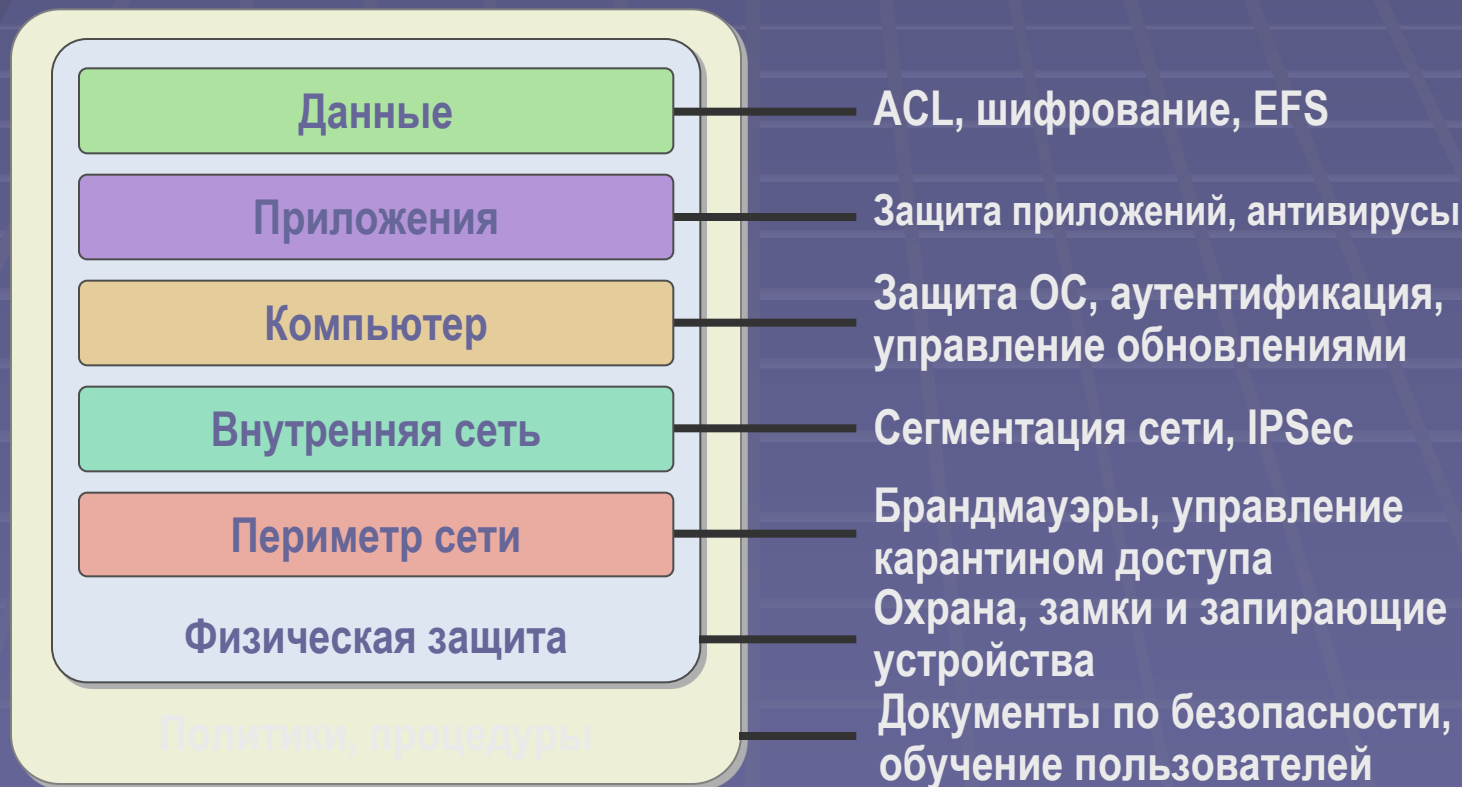 Данные
ACL, шифрование, EFS
Приложения
Защита приложений, антивирусы
Компьютер
Защита ОС, аутентификация,
управление обновлениями
Внутренняя сеть
Сегментация сети, IPSec
Периметр сети
Брандмауэры, управление
карантином доступа
Физическая защита
Охрана, замки и запирающие
устройства
Политики, процедуры
Документы по безопасности,
обучение пользователей